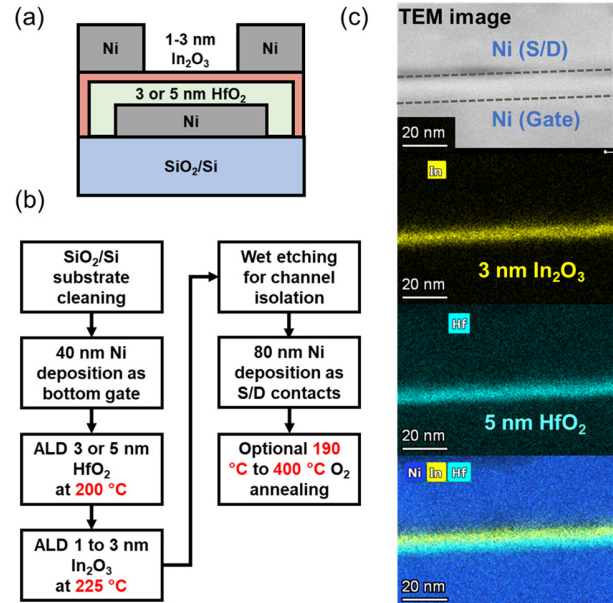 (a)
Ni
1-3 nm
In₂O₃
Ni
3 or 5 nm HfO₂
Ni
SiO₂/Si
(b)
SiO₂/Si
substrate
cleaning
40 nm Ni
deposition as
bottom gate
ALD 3 or 5 nm
HfO₂
at 200 °C
ALD 1 to 3 nm
In₂O₃
at 225 °C
Wet etching
for channel
isolation
80 nm Ni
deposition as
S/D contacts
Optional 190
°C to 400 °C O₂
annealing
(c)
TEM image
Ni (S/D)
Ni (Gate)
20 nm
In
3 nm In₂O₃
20 nm
Hf
5 nm HfO₂
20 nm
Ni In Hf
20 nm